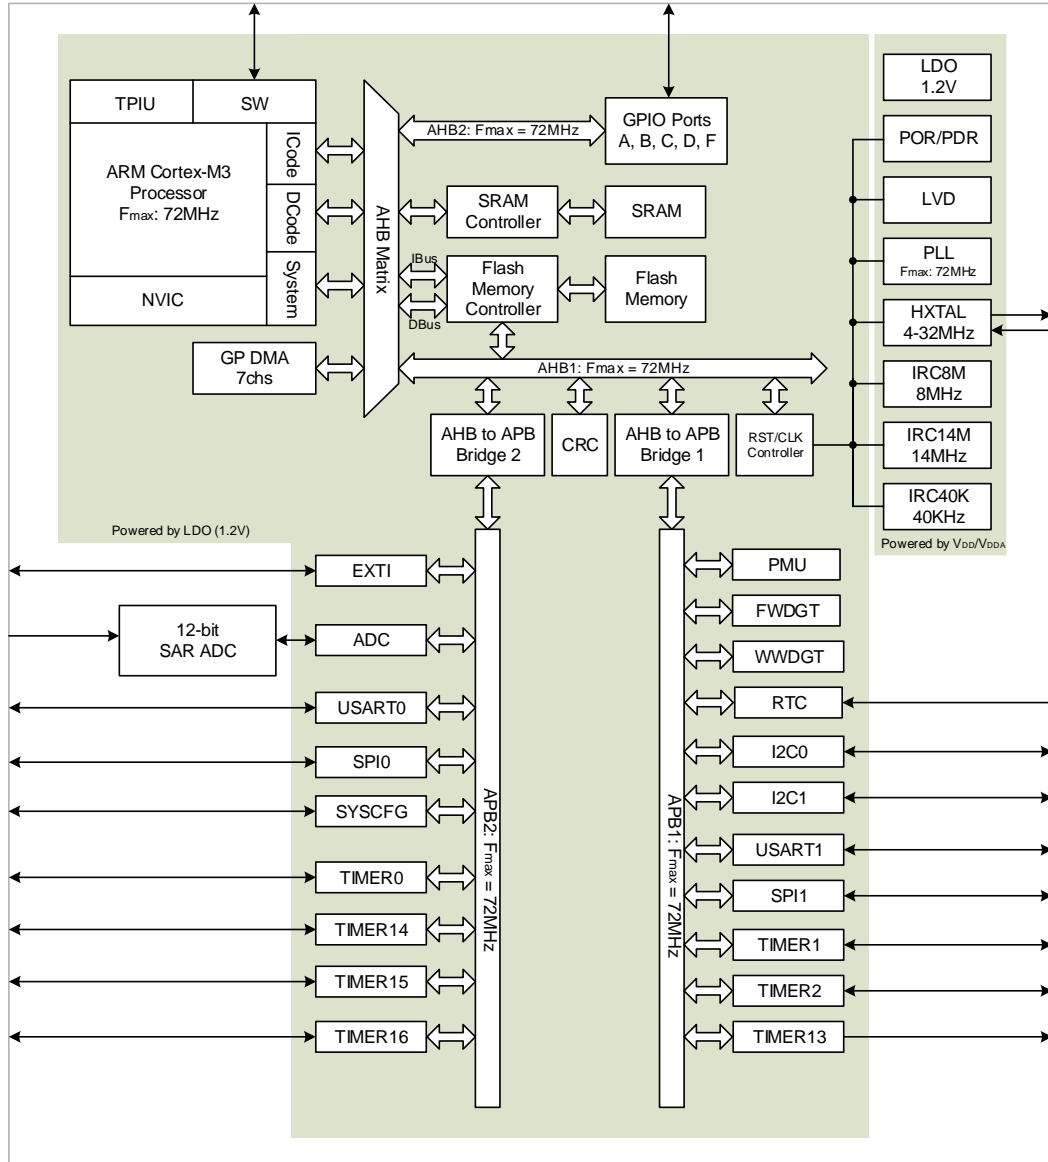 TPIU
SW
ARM Cortex-M3
Processor
Fmax: 72MHz
ICode
DCode
System
NVIC
GP DMA
7chs
AHB Matrix
AHB2: Fmax = 72MHz
GPIO Ports
A, B, C, D, F
SRAM
Controller
SRAM
IBus
DBus
Flash
Memory
Controller
Flash
Memory
AHB1: Fmax = 72MHz
AHB to APB
Bridge 2
CRC
AHB to APB
Bridge 1
RST/CLK
Controller
LDO
1.2V
POR/PDR
LVD
PLL
Fmax: 72MHz
HXTAL
4-32MHz
IRC8M
8MHz
IRC14M
14MHz
IRC40K
40KHz
Powered by VDD/VDDA
Powered by LDO (1.2V)
EXTI
12-bit
SAR ADC
ADC
USART0
SPI0
SYSCFG
TIMER0
TIMER14
TIMER15
TIMER16
APB2: Fmax = 72MHz
APB1: Fmax = 72MHz
PMU
FWDGT
WWDGT
RTC
I2C0
I2C1
USART1
SPI1
TIMER1
TIMER2
TIMER13